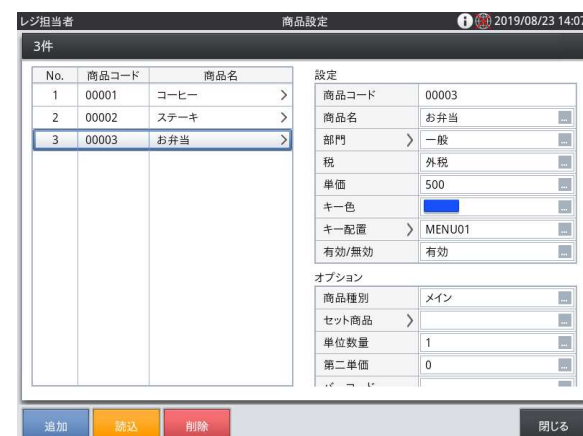 レジ担当者 商品設定 2019/08/23 14:07
3件
No. 商品コード 商品名
1 00001 コーヒー
2 00002 ステーキ
3 00003 お弁当
設定
商品コード 00003
商品名 お弁当
部門 一般
税 外税
単価 500
キー色
キー配置 MENU01
有効/無効 有効
オプション
商品種別 メイン
セット商品
単位数量 1
第二単価 0
追加 読込 削除 閉じる